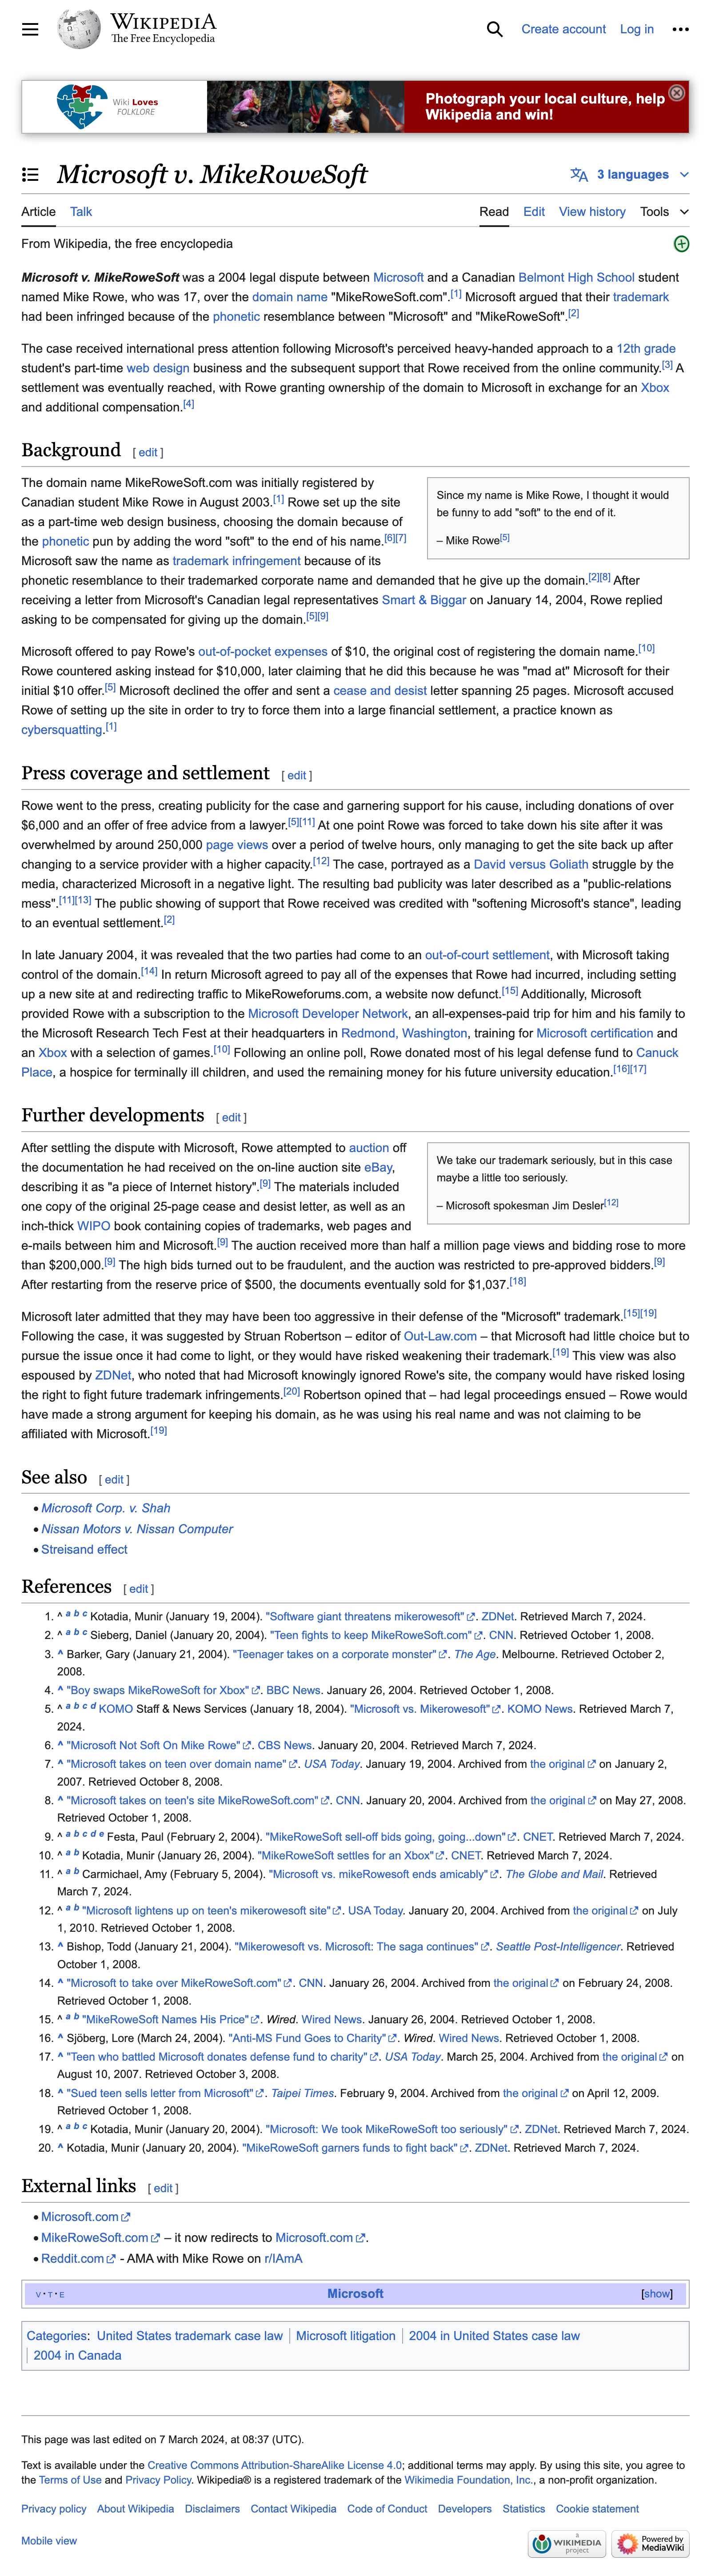 WIKIPEDIA
The Free Encyclopedia
Create account Log in
Wiki Loves
FOLKLORE
Photograph your local culture, help
Wikipedia and win!
Microsoft v. MikeRoweSoft
3 languages
Article Talk Read Edit View history Tools
From Wikipedia, the free encyclopedia
Microsoft v. MikeRoweSoft was a 2004 legal dispute between Microsoft and a Canadian Belmont High School student
named Mike Rowe, who was 17, over the domain name "MikeRoweSoft.com".[1] Microsoft argued that their trademark
had been infringed because of the phonetic resemblance between "Microsoft" and "MikeRoweSoft".[2]
The case received international press attention following Microsoft's perceived heavy-handed approach to a 12th grade
student's part-time web design business and the subsequent support that Rowe received from the online community.[3] A
settlement was eventually reached, with Rowe granting ownership of the domain to Microsoft in exchange for an Xbox
and additional compensation.[4]
Background [ edit ]
The domain name MikeRoweSoft.com was initially registered by
Canadian student Mike Rowe in August 2003.[1] Rowe set up the site
as a part-time web design business, choosing the domain because of
the phonetic pun by adding the word "soft" to the end of his name.[6][7]
Microsoft saw the name as trademark infringement because of its
Since my name is Mike Rowe, I thought it would
be funny to add "soft" to the end of it.
– Mike Rowe[5]
phonetic resemblance to their trademarked corporate name and demanded that he give up the domain.[2][8] After
receiving a letter from Microsoft's Canadian legal representatives Smart & Biggar on January 14, 2004, Rowe replied
asking to be compensated for giving up the domain.[5][9]
Microsoft offered to pay Rowe's out-of-pocket expenses of $10, the original cost of registering the domain name.[10]
Rowe countered asking instead for $10,000, later claiming that he did this because he was "mad at" Microsoft for their
initial $10 offer.[5] Microsoft declined the offer and sent a cease and desist letter spanning 25 pages. Microsoft accused
Rowe of setting up the site in order to try to force them into a large financial settlement, a practice known as
cybersquatting.[1]
Press coverage and settlement [ edit ]
Rowe went to the press, creating publicity for the case and garnering support for his cause, including donations of over
$6,000 and an offer of free advice from a lawyer.[5][11] At one point Rowe was forced to take down his site after it was
overwhelmed by around 250,000 page views over a period of twelve hours, only managing to get the site back up after
changing to a service provider with a higher capacity.[12] The case, portrayed as a David versus Goliath struggle by the
media, characterized Microsoft in a negative light. The resulting bad publicity was later described as a "public-relations
mess".[11][13] The public showing of support that Rowe received was credited with "softening Microsoft's stance", leading
to an eventual settlement.[2]
In late January 2004, it was revealed that the two parties had come to an out-of-court settlement, with Microsoft taking
control of the domain.[14] In return Microsoft agreed to pay all of the expenses that Rowe had incurred, including setting
up a new site at and redirecting traffic to MikeRoweforums.com, a website now defunct.[15] Additionally, Microsoft
provided Rowe with a subscription to the Microsoft Developer Network, an all-expenses-paid trip for him and his family to
the Microsoft Research Tech Fest at their headquarters in Redmond, Washington, training for Microsoft certification and
an Xbox with a selection of games.[10] Following an online poll, Rowe donated most of his legal defense fund to Canuck
Place, a hospice for terminally ill children, and used the remaining money for his future university education.[16][17]
Further developments [ edit ]
After settling the dispute with Microsoft, Rowe attempted to auction off
the documentation he had received on the on-line auction site eBay,
describing it as "a piece of Internet history".[9] The materials included
one copy of the original 25-page cease and desist letter, as well as an
inch-thick WIPO book containing copies of trademarks, web pages and
We take our trademark seriously, but in this case
maybe a little too seriously.
– Microsoft spokesman Jim Desler[12]
e-mails between him and Microsoft.[9] The auction received more than half a million page views and bidding rose to more
than $200,000.[9] The high bids turned out to be fraudulent, and the auction was restricted to pre-approved bidders.[9]
After restarting from the reserve price of $500, the documents eventually sold for $1,037.[18]
Microsoft later admitted that they may have been too aggressive in their defense of the "Microsoft" trademark.[15][19]
Following the case, it was suggested by Struan Robertson – editor of Out-Law.com – that Microsoft had little choice but to
pursue the issue once it had come to light, or they would have risked weakening their trademark.[19] This view was also
espoused by ZDNet, who noted that had Microsoft knowingly ignored Rowe's site, the company would have risked losing
the right to fight future trademark infringements.[20] Robertson opined that – had legal proceedings ensued – Rowe would
have made a strong argument for keeping his domain, as he was using his real name and was not claiming to be
affiliated with Microsoft.[19]
See also [ edit ]
• Microsoft Corp. v. Shah
• Nissan Motors v. Nissan Computer
• Streisand effect
References [ edit ]
1. ^ a b c Kotadia, Munir (January 19, 2004). "Software giant threatens mikerowesoft". ZDNet. Retrieved March 7, 2024.
2. ^ a b c Sieberg, Daniel (January 20, 2004). "Teen fights to keep MikeRoweSoft.com". CNN. Retrieved October 1, 2008.
3. ^ Barker, Gary (January 21, 2004). "Teenager takes on a corporate monster". The Age. Melbourne. Retrieved October 2,
2008.
4. ^ "Boy swaps MikeRoweSoft for Xbox". BBC News. January 26, 2004. Retrieved October 1, 2008.
5. ^ a b c d KOMO Staff & News Services (January 18, 2004). "Microsoft vs. Mikerowesoft". KOMO News. Retrieved March 7,
2024.
6. ^ "Microsoft Not Soft On Mike Rowe". CBS News. January 20, 2004. Retrieved March 7, 2024.
7. ^ "Microsoft takes on teen over domain name". USA Today. January 19, 2004. Archived from the original on January 2,
2007. Retrieved October 8, 2008.
8. ^ "Microsoft takes on teen's site MikeRoweSoft.com". CNN. January 20, 2004. Archived from the original on May 27, 2008.
Retrieved October 1, 2008.
9. ^ a b c d e Festa, Paul (February 2, 2004). "MikeRoweSoft sell-off bids going, going...down". CNET. Retrieved March 7, 2024.
10. ^ a b Kotadia, Munir (January 26, 2004). "MikeRoweSoft settles for an Xbox". CNET. Retrieved March 7, 2024.
11. ^ a b Carmichael, Amy (February 5, 2004). "Microsoft vs. mikeRowesoft ends amicably". The Globe and Mail. Retrieved
March 7, 2024.
12. ^ a b "Microsoft lightens up on teen's mikerowesoft site". USA Today. January 20, 2004. Archived from the original on July
1, 2010. Retrieved October 1, 2008.
13. ^ Bishop, Todd (January 21, 2004). "Mikerowesoft vs. Microsoft: The saga continues". Seattle Post-Intelligencer. Retrieved
October 1, 2008.
14. ^ "Microsoft to take over MikeRoweSoft.com". CNN. January 26, 2004. Archived from the original on February 24, 2008.
Retrieved October 1, 2008.
15. ^ a b "MikeRoweSoft Names His Price". Wired. Wired News. January 26, 2004. Retrieved October 1, 2008.
16. ^ Sjöberg, Lore (March 24, 2004). "Anti-MS Fund Goes to Charity". Wired. Wired News. Retrieved October 1, 2008.
17. ^ "Teen who battled Microsoft donates defense fund to charity". USA Today. March 25, 2004. Archived from the original on
August 10, 2007. Retrieved October 3, 2008.
18. ^ "Sued teen sells letter from Microsoft". Taipei Times. February 9, 2004. Archived from the original on April 12, 2009.
Retrieved October 1, 2008.
19. ^ a b c Kotadia, Munir (January 20, 2004). "Microsoft: We took MikeRoweSoft too seriously". ZDNet. Retrieved March 7, 2024.
20. ^ Kotadia, Munir (January 20, 2004). "MikeRoweSoft garners funds to fight back". ZDNet. Retrieved March 7, 2024.
External links [ edit ]
• Microsoft.com
• MikeRoweSoft.com – it now redirects to Microsoft.com.
• Reddit.com - AMA with Mike Rowe on r/IAmA
V · T · E Microsoft [show]
Categories: United States trademark case law | Microsoft litigation | 2004 in United States case law
| 2004 in Canada
This page was last edited on 7 March 2024, at 08:37 (UTC).
Text is available under the Creative Commons Attribution-ShareAlike License 4.0; additional terms may apply. By using this site, you agree to
the Terms of Use and Privacy Policy. Wikipedia® is a registered trademark of the Wikimedia Foundation, Inc., a non-profit organization.
Privacy policy About Wikipedia Disclaimers Contact Wikipedia Code of Conduct Developers Statistics Cookie statement
Mobile view
a
WIKIMEDIA
project
Powered by
MediaWiki